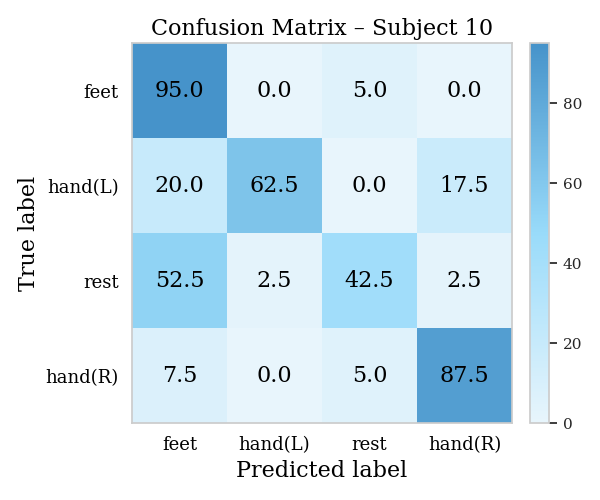 Confusion Matrix – Subject 10
feet 95.0 0.0 5.0 0.0
hand(L) 20.0 62.5 0.0 17.5
rest 52.5 2.5 42.5 2.5
hand(R) 7.5 0.0 5.0 87.5
feet hand(L) rest hand(R)
Predicted label
True label
80
60
40
20
0